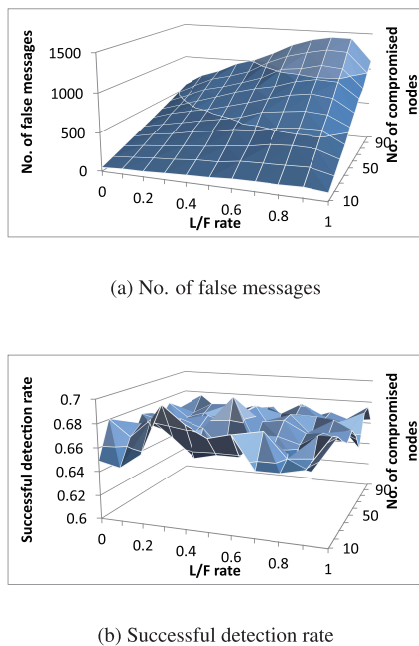 No. of false messages
1500
1000
500
0
0
0.2
0.4
0.6
0.8
1
L/F rate
10
50
90
No. of compromised
nodes
(a) No. of false messages
Successful detection rate
0.7
0.68
0.66
0.64
0.62
0.6
0
0.2
0.4
0.6
0.8
1
L/F rate
10
50
90
No. of compromised
nodes
(b) Successful detection rate